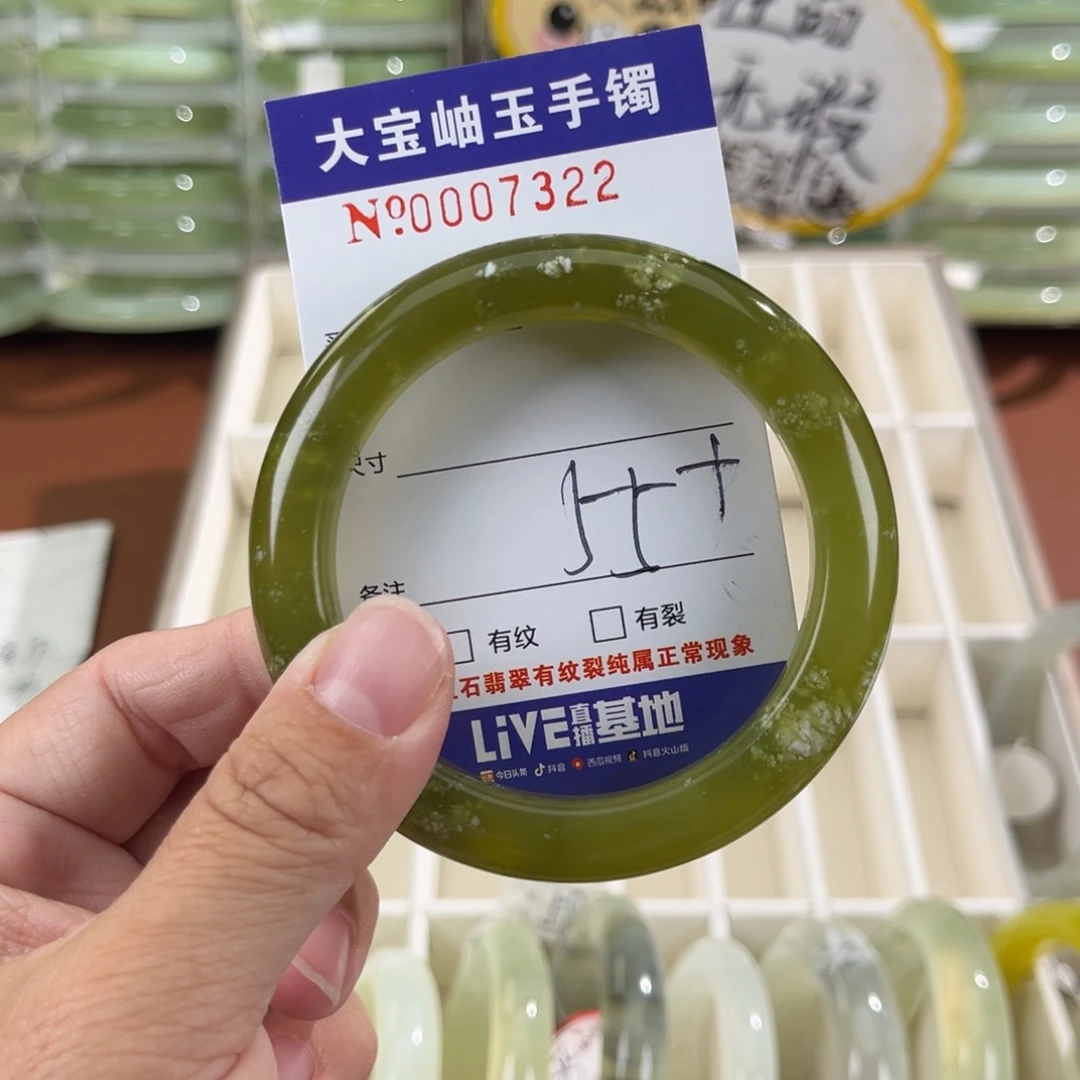 大宝岫玉手镯
Nº.0007322
尺寸
备注
有纹 有裂
石翡翠有纹裂纯属正常现象
LiVE直播基地
今日头条 抖音 西瓜视频 抖音火山版